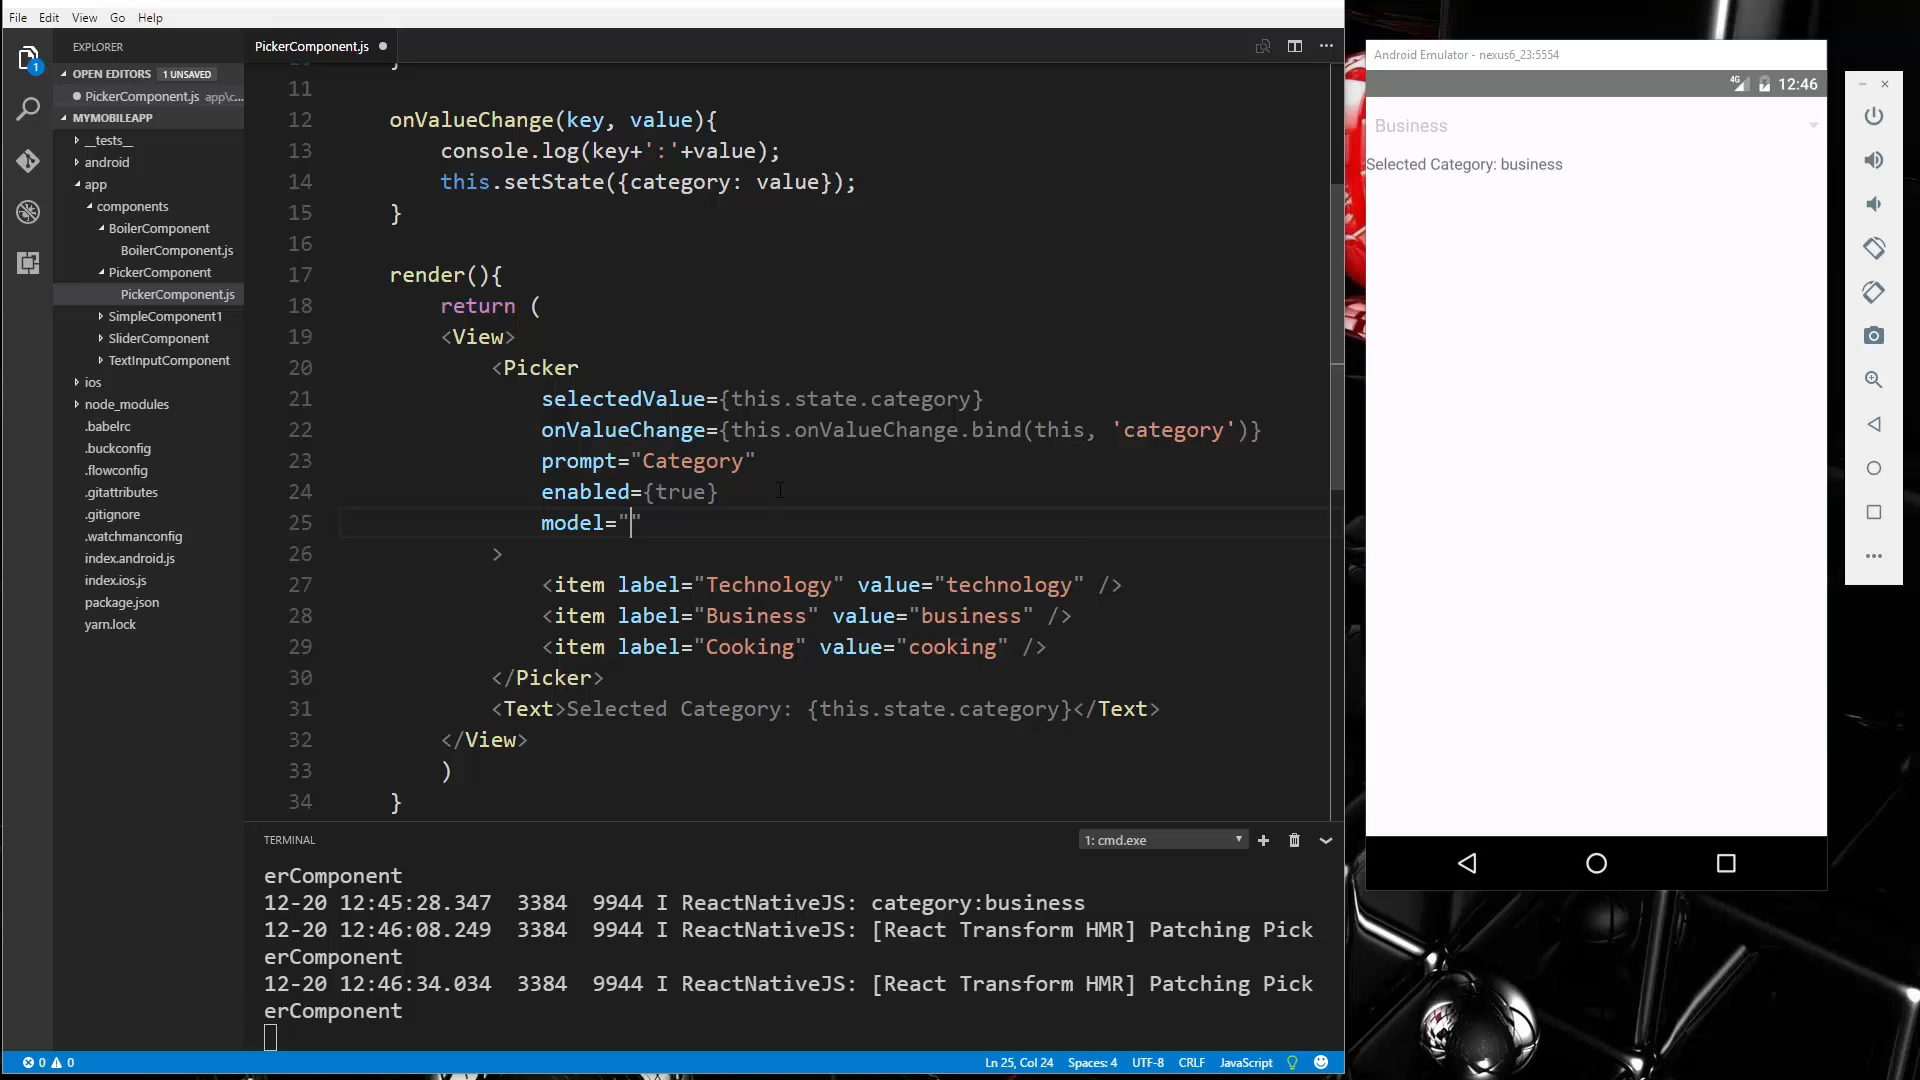 File Edit View Go Help
EXPLORER
OPEN EDITORS 1 UNSAVED
PickerComponent.js app\c...
MYMOBILEAPP
__tests__
android
app
components
BoilerComponent
BoilerComponent.js
PickerComponent
PickerComponent.js
SimpleComponent1
SliderComponent
TextInputComponent
ios
node_modules
.babelrc
.buckconfig
.flowconfig
.gitattributes
.gitignore
.watchmanconfig
index.android.js
index.ios.js
package.json
yarn.lock
1
PickerComponent.js
11
12 onValueChange(key, value){
13 console.log(key+':'+value);
14 this.setState({category: value});
15 }
16
17 render(){
18 return (
19 <View>
20 <Picker
21 selectedValue={this.state.category}
22 onValueChange={this.onValueChange.bind(this, 'category')}
23 prompt="Category"
24 enabled={true}
25 model=""
26 >
27 <item label="Technology" value="technology" />
28 <item label="Business" value="business" />
29 <item label="Cooking" value="cooking" />
30 </Picker>
31 <Text>Selected Category: {this.state.category}</Text>
32 </View>
33 )
34 }
TERMINAL
1: cmd.exe
erComponent
12-20 12:45:28.347 3384 9944 I ReactNativeJS: category:business
12-20 12:46:08.249 3384 9944 I ReactNativeJS: [React Transform HMR] Patching Pick
erComponent
12-20 12:46:34.034 3384 9944 I ReactNativeJS: [React Transform HMR] Patching Pick
erComponent
0 0
Ln 25, Col 24 Spaces: 4 UTF-8 CRLF JavaScript
Android Emulator - nexus6_23:5554
4G 12:46
Business
Selected Category: business